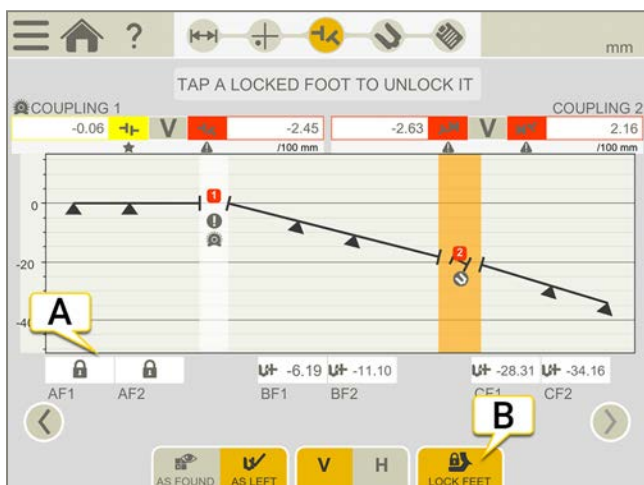 ?
mm
TAP A LOCKED FOOT TO UNLOCK IT
COUPLING 1 COUPLING 2
-0.06 V -2.45 -2.63 V 2.16
/100 mm /100 mm
0
1
-20
2
-40
A
-6.19 -11.10 -28.31 -34.16
AF1 AF2 BF1 BF2 CF1 CF2
B
AS FOUND AS LEFT V H LOCK FEET